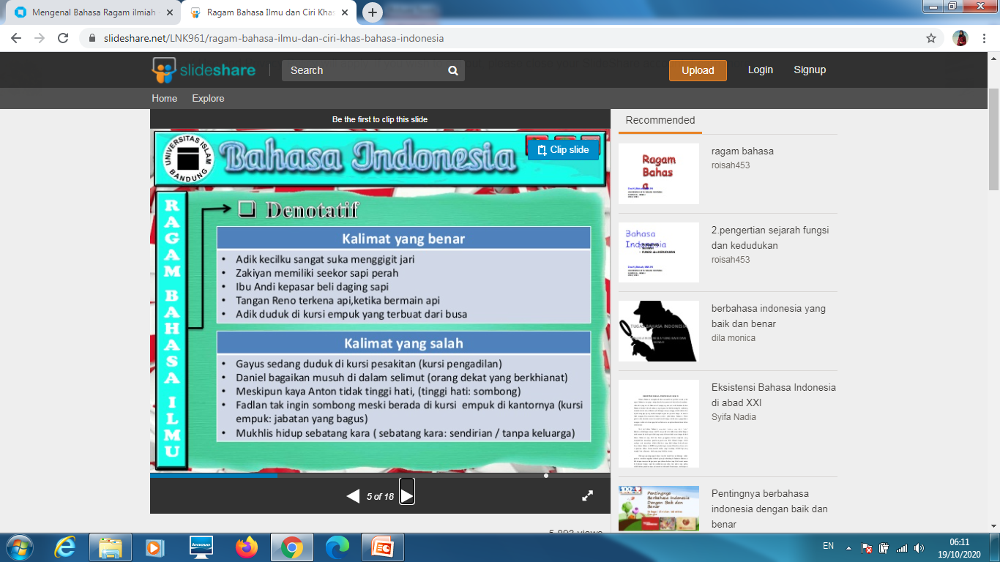 Mengenal Bahasa Ragam ilmiah
Ragam Bahasa Ilmu dan Ciri Khas
slideshare.net/LNK961/ragam-bahasa-ilmu-dan-ciri-khas-bahasa-indonesia
slideshare
Search
Upload
Login
Signup
Home
Explore
Be the first to clip this slide
UNIVERSITAS ISLAM
BANDUNG
Bahasa Indonesia
Clip slide
RAGAM BAHASA ILMU
❑ Denotatif
Kalimat yang benar
• Adik kecilku sangat suka menggigit jari
• Zakiyan memiliki seekor sapi perah
• Ibu Andi kepasar beli daging sapi
• Tangan Reno terkena api,ketika bermain api
• Adik duduk di kursi empuk yang terbuat dari busa
Kalimat yang salah
• Gayus sedang duduk di kursi pesakitan (kursi pengadilan)
• Daniel bagaikan musuh di dalam selimut (orang dekat yang berkhianat)
• Meskipun kaya Anton tidak tinggi hati, (tinggi hati: sombong)
• Fadlan tak ingin sombong meski berada di kursi empuk di kantornya (kursi
empuk: jabatan yang bagus)
• Mukhlis hidup sebatang kara ( sebatang kara: sendirian / tanpa keluarga)
5 of 18
5,892 views
Recommended
Ragam
Bahas
a
ragam bahasa
roisah453
Bahasa
Indonesia
2.pengertian sejarah fungsi
dan kedudukan
roisah453
TUGAS BAHASA INDONESIA
berbahasa indonesia yang
baik dan benar
dila monica
Eksistensi Bahasa Indonesia
di abad XXI
Syifa Nadia
Pentingnya
Berbahasa Indonesia
Dengan Baik dan
Benar
Pentingnya berbahasa
indonesia dengan baik dan
benar
lenovo
EN
06:11
19/10/2020